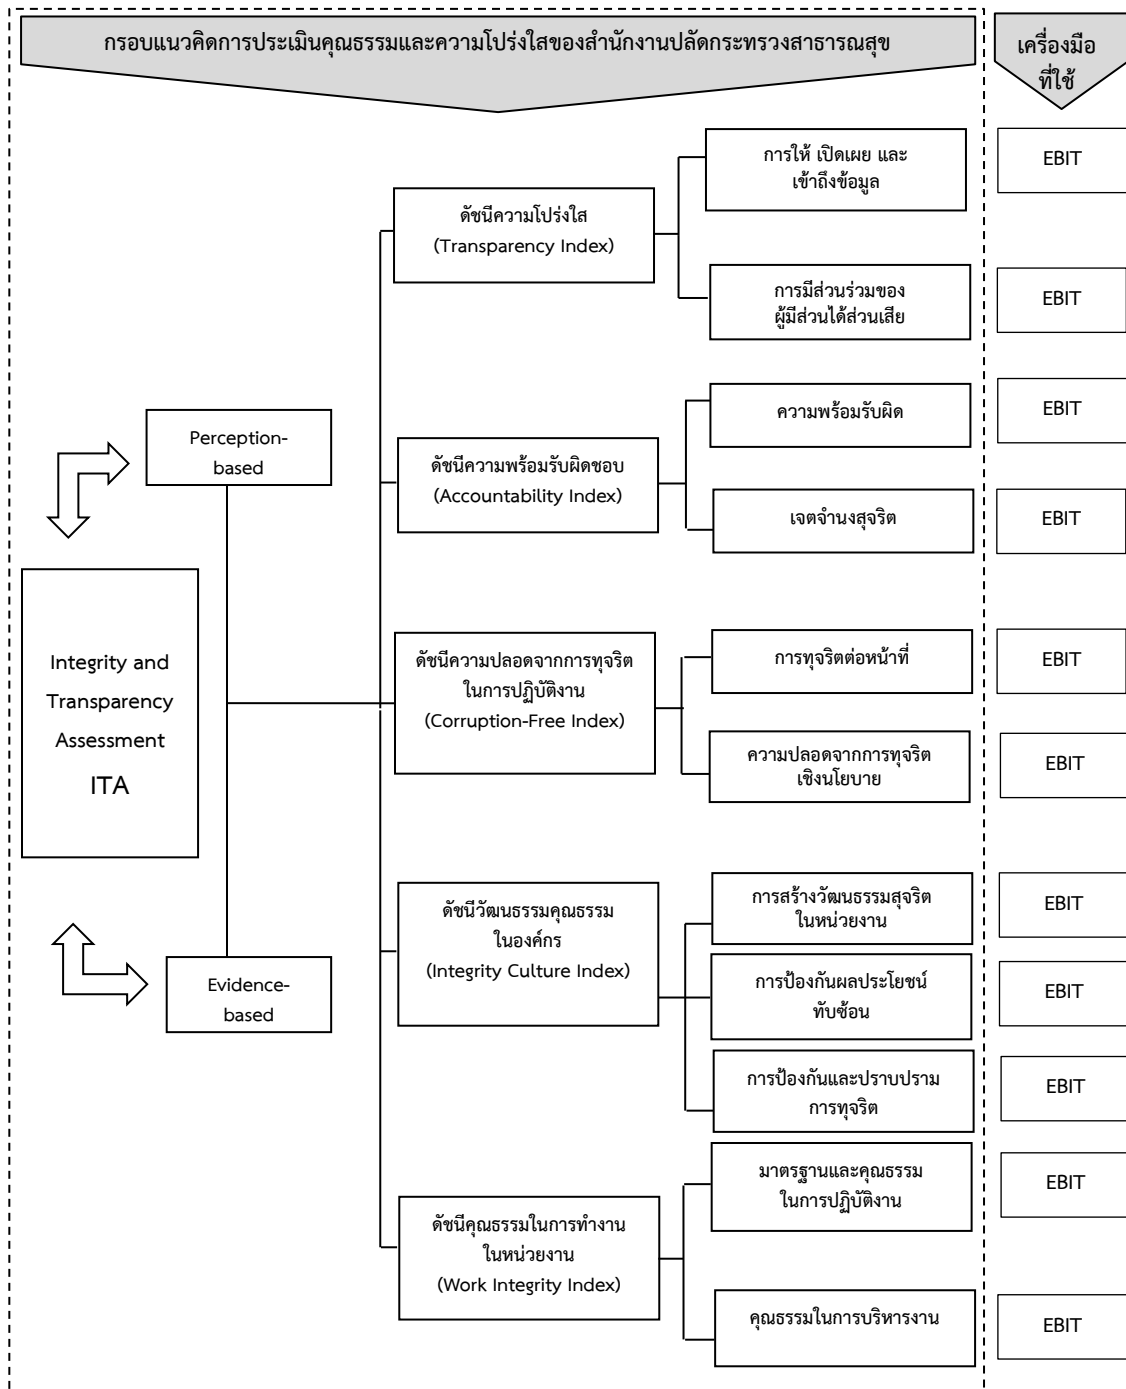 กรอบแนวคิดการประเมินคุณธรรมและความโปร่งใสของสำนักงานปลัดกระทรวงสาธารณสุข
เครื่องมือ
ที่ใช้
การให้ เปิดเผย และ
เข้าถึงข้อมูล
EBIT
ดัชนีความโปร่งใส
(Transparency Index)
การมีส่วนร่วมของ
ผู้มีส่วนได้ส่วนเสีย
EBIT
ความพร้อมรับผิด
EBIT
Perception-
based
ดัชนีความพร้อมรับผิดชอบ
(Accountability Index)
เจตจำนงสุจริต
EBIT
Integrity and
Transparency
Assessment
ITA
ดัชนีความปลอดจากการทุจริต
ในการปฏิบัติงาน
(Corruption-Free Index)
การทุจริตต่อหน้าที่
EBIT
ความปลอดจากการทุจริต
เชิงนโยบาย
EBIT
ดัชนีวัฒนธรรมคุณธรรม
ในองค์กร
(Integrity Culture Index)
การสร้างวัฒนธรรมสุจริต
ในหน่วยงาน
EBIT
Evidence-
based
การป้องกันผลประโยชน์
ทับซ้อน
EBIT
การป้องกันและปราบปราม
การทุจริต
EBIT
มาตรฐานและคุณธรรม
ในการปฏิบัติงาน
EBIT
ดัชนีคุณธรรมในการทำงาน
ในหน่วยงาน
(Work Integrity Index)
คุณธรรมในการบริหารงาน
EBIT